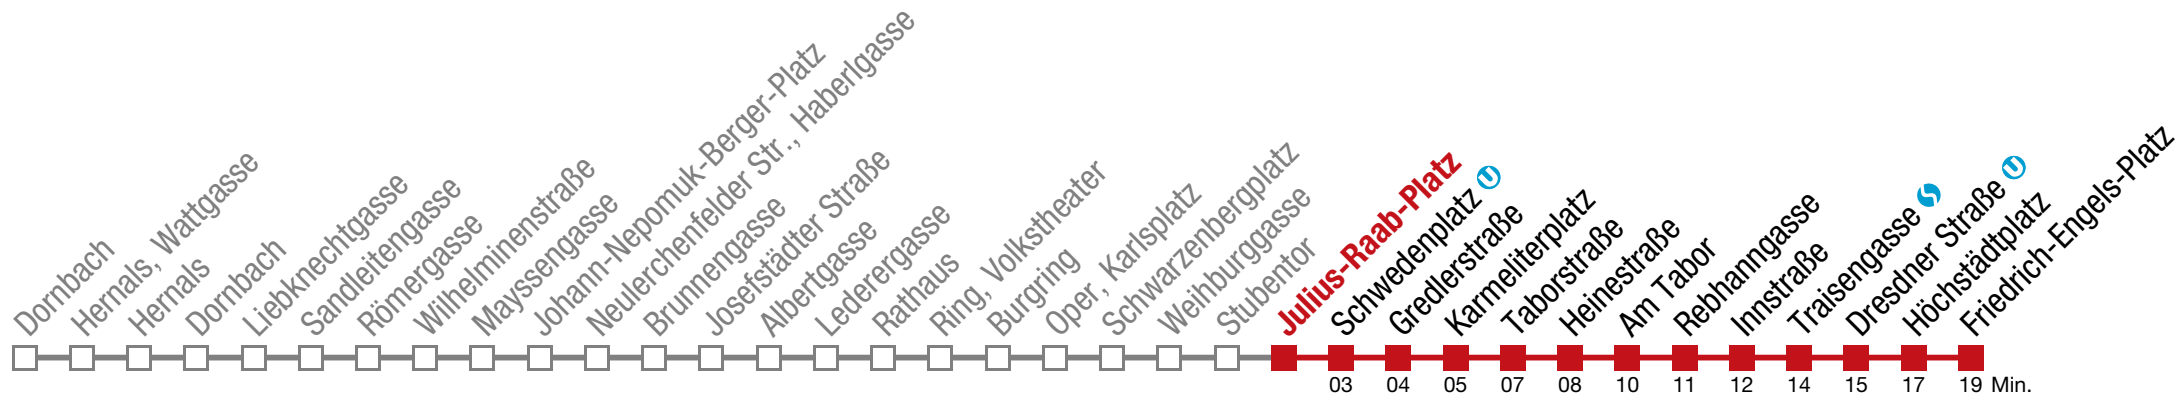 Dornbach
Hernals, Wattgasse
Hernals
Dornbach
Liebknechtgasse
Sandleitengasse
Römergasse
Wilhelminenstraße
Mayssengasse
Johann-Nepomuk-Berger-Platz
Neulerchenfelder Str., Haberlgasse
Brunnengasse
Josefstädter Straße
Albertgasse
Lederergasse
Rathaus
Ring, Volkstheater
Burgring
Oper, Karlsplatz
Schwarzenbergplatz
Weihburggasse
Stubentor
Julius-Raab-Platz
Schwedenplatz U
Gredlerstraße
Karmeliterplatz
Taborstraße
Heinestraße
Am Tabor
Rebhanngasse
Innstraße
Traisengasse
Dresdner Straße U
Höchstädtplatz
Friedrich-Engels-Platz
03 04 05 07 08 10 11 12 14 15 17 19 Min.